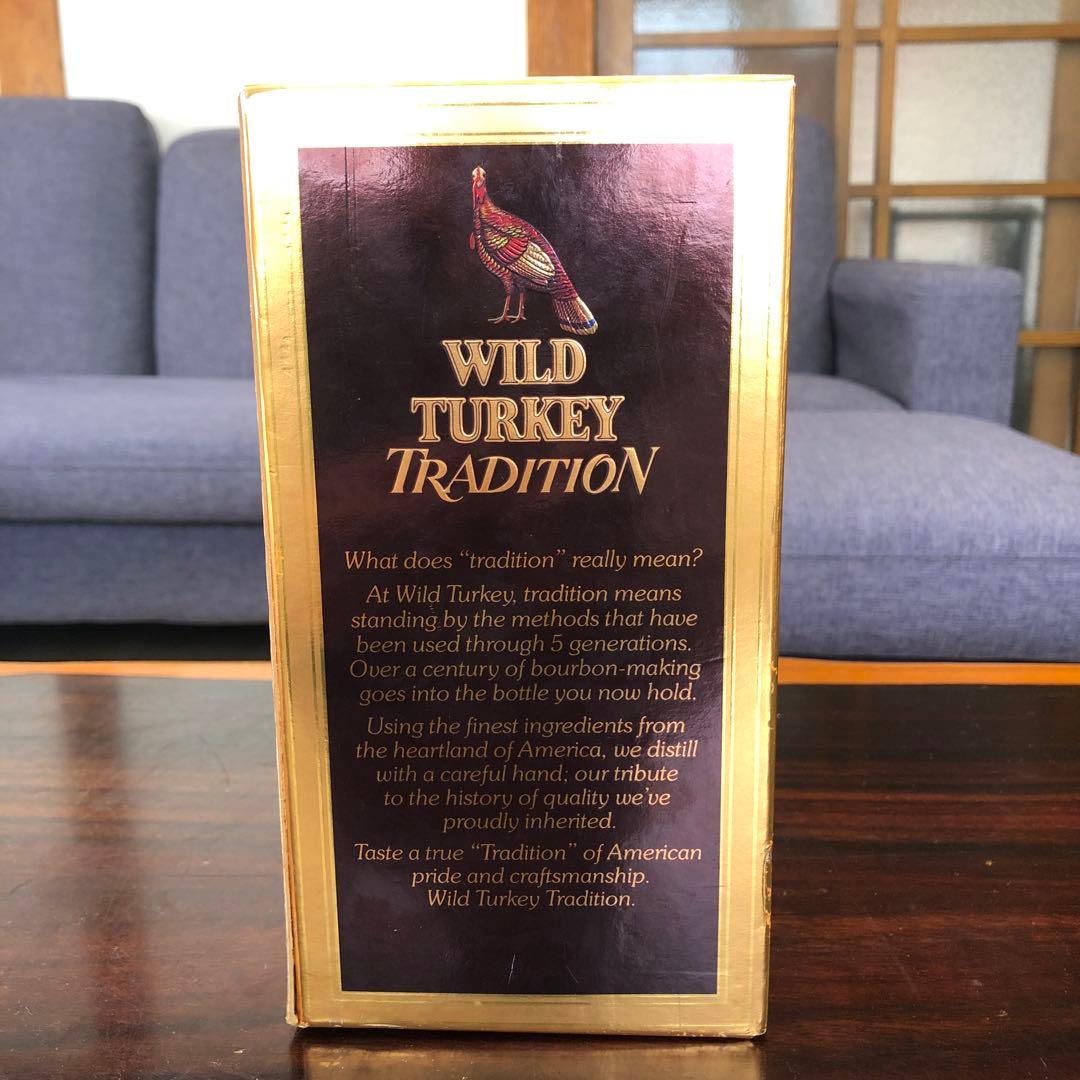 WILD
TURKEY
TRADITION
What does “tradition” really mean?
At Wild Turkey, tradition means
standing by the methods that have
been used through 5 generations.
Over a century of bourbon-making
goes into the bottle you now hold.
Using the finest ingredients from
the heartland of America, we distill
with a careful hand; our tribute
to the history of quality we’ve
proudly inherited.
Taste a true “Tradition” of American
pride and craftsmanship.
Wild Turkey Tradition.